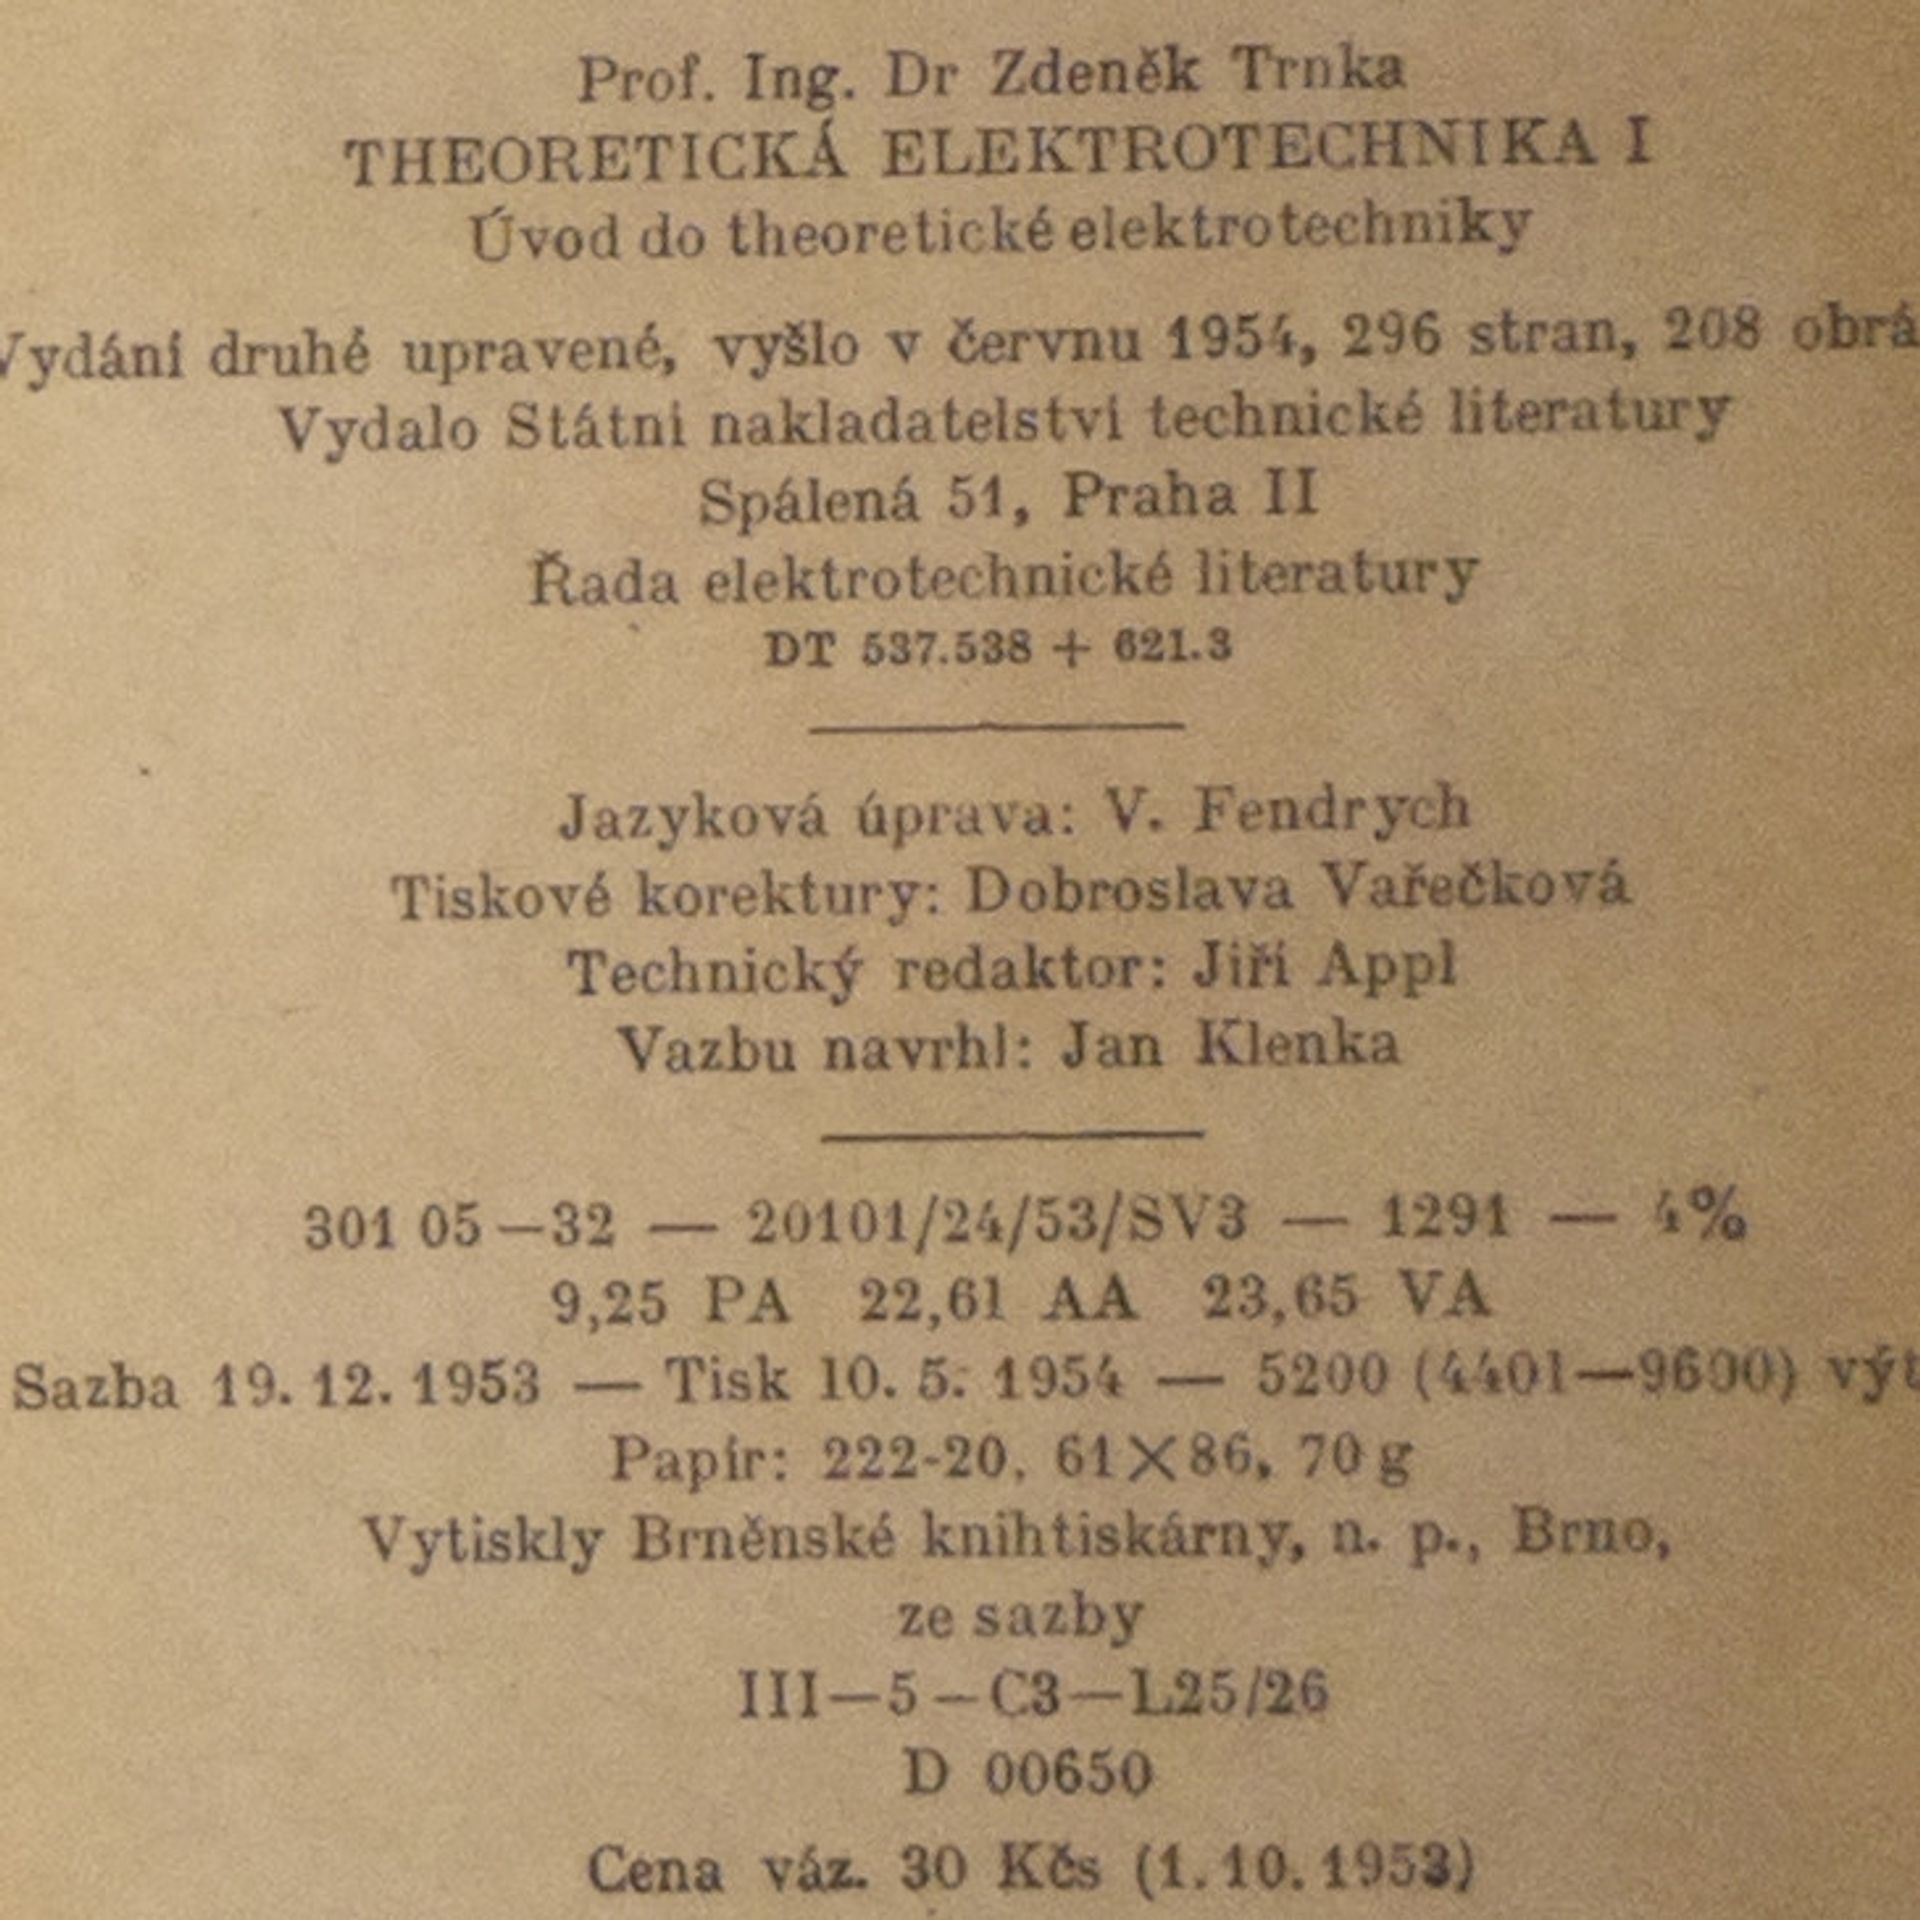 Prof. Ing. Dr Zdeněk Trnka
THEORETICKÁ ELEKTROTECHNIKA I
Úvod do theoretické elektrotechniky
Vydání druhé upravené, vyšlo v červnu 1954, 296 stran, 208 obrá
Vydalo Státní nakladatelství technické literatury
Spálená 51, Praha II
Řada elektrotechnické literatury
DT 537.538 + 621.3
Jazyková úprava: V. Fendrych
Tiskové korektury: Dobroslava Vařečková
Technický redaktor: Jiří Appl
Vazbu navrhl: Jan Klenka
301 05—32 — 20101/24/53/SV3 — 1291 — 4%
9,25 PA 22,61 AA 23,65 VA
Sazba 19. 12. 1953 — Tisk 10. 5. 1954 — 5200 (4401—9600) výt
Papír: 222-20, 61×86, 70 g
Vytiskly Brněnské knihtiskárny, n. p., Brno,
ze sazby
III—5—C3—L25/26
D 00650
Cena váz. 30 Kčs (1. 10. 1953)